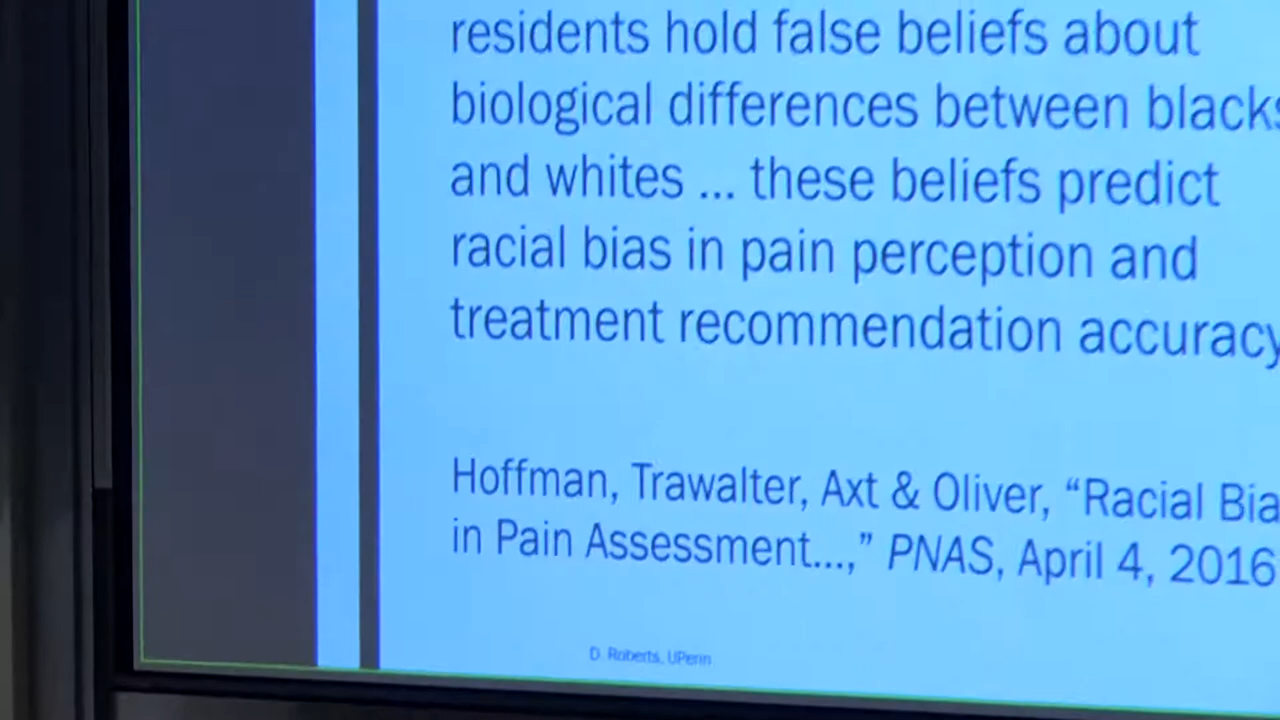 residents hold false beliefs about
biological differences between blacks
and whites ... these beliefs predict
racial bias in pain perception and
treatment recommendation accuracy
Hoffman, Trawalter, Axt & Oliver, “Racial Bia
in Pain Assessment...,” PNAS, April 4, 2016
D. Roberts, UPenn